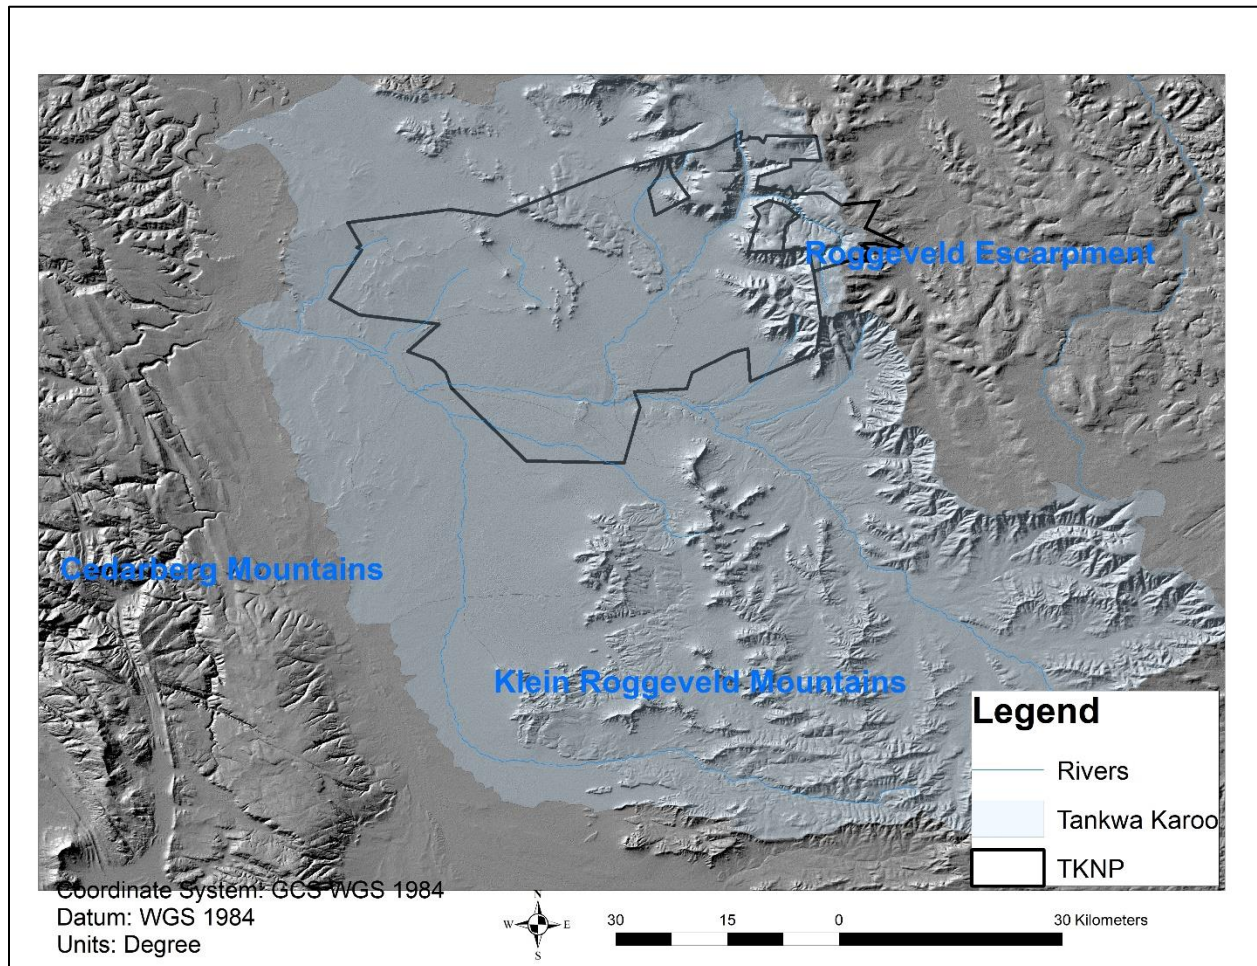 Roggeveld Escarpment
Cedarberg Mountains
Klein Roggeveld Mountains
Legend
Rivers
Tankwa Karoo
TKNP
Coordinate System: GCS WGS 1984
Datum: WGS 1984
Units: Degree
N
W E
S
30 15 0 30 Kilometers